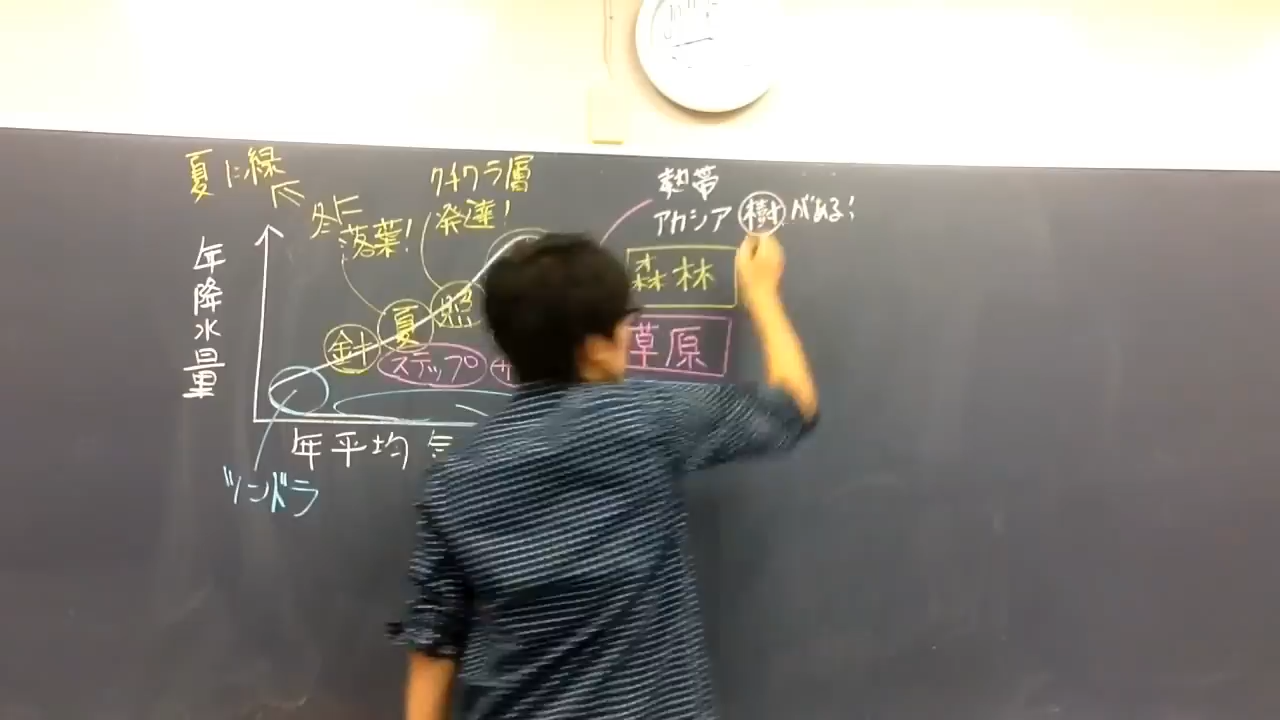 夏に緑
冬に
落葉!
クチクラ層
発達!
熱帯
アカシア樹がある!
年降水量
森林
針
夏
照
草原
ステップ
サ
年平均気
ツンドラ